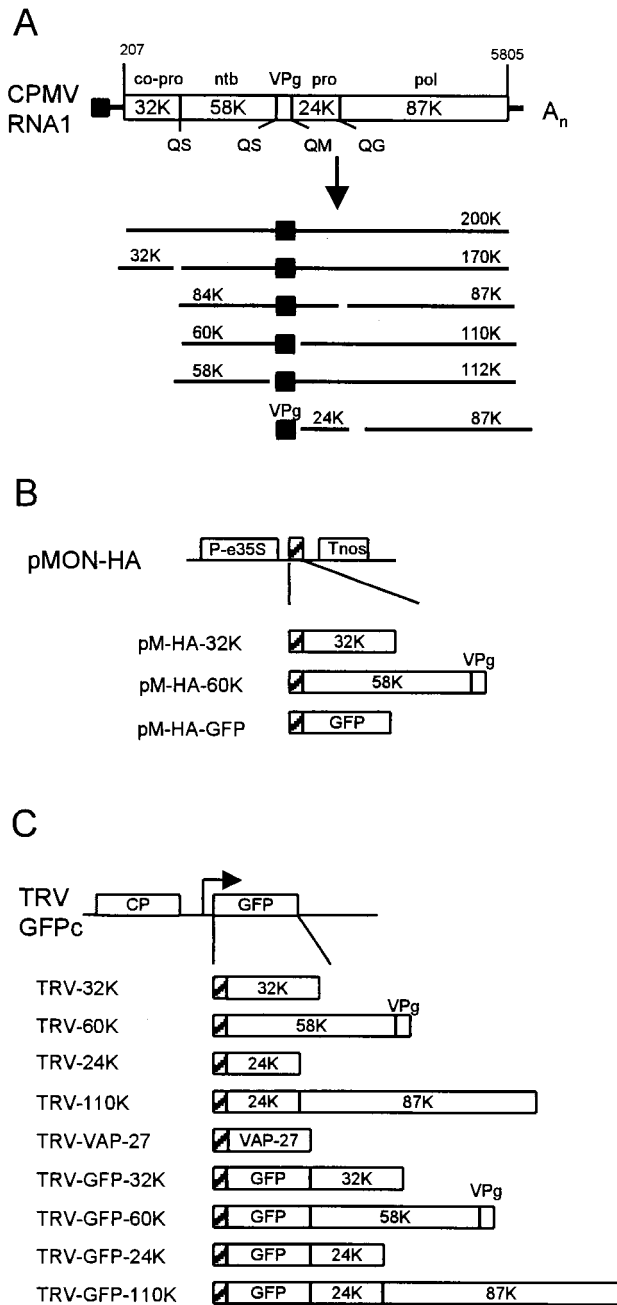 A
207 5805
co-pro ntb VPg pro pol
CPMV RNA1
32K 58K 24K 87K
A_n
QS QS QM QG
200K
32K 170K
84K 87K
60K 110K
58K 112K
VPg 24K 87K
B
pMON-HA
P-e35S Tnos
pM-HA-32K 32K
VPg
pM-HA-60K 58K
pM-HA-GFP GFP
C
TRV GFPc
CP GFP
TRV-32K 32K
VPg
TRV-60K 58K
TRV-24K 24K
TRV-110K 24K 87K
TRV-VAP-27 VAP-27
TRV-GFP-32K GFP 32K
VPg
TRV-GFP-60K GFP 58K
TRV-GFP-24K GFP 24K
TRV-GFP-110K GFP 24K 87K